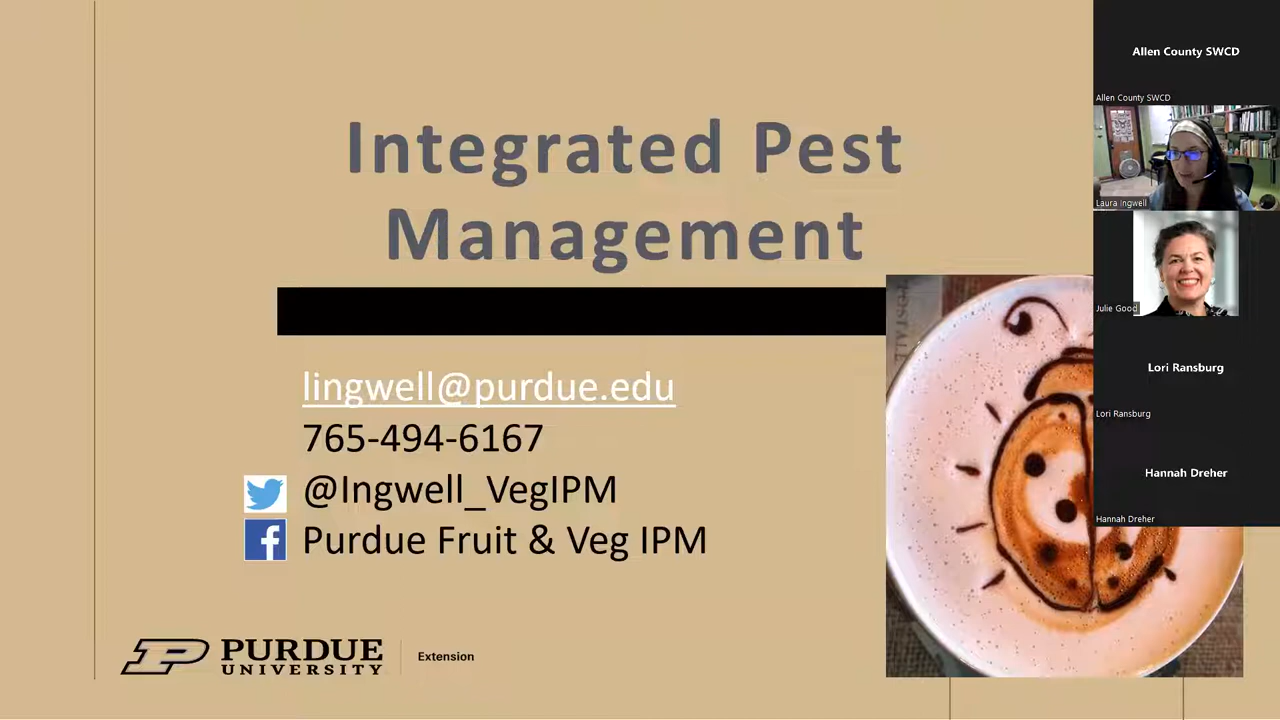 Integrated Pest
Management
lingwell@purdue.edu
765-494-6167
@Ingwell_VegIPM
Purdue Fruit & Veg IPM
PURDUE
UNIVERSITY
Extension
Allen County SWCD
Allen County SWCD
Laura Ingwell
Julie Good
Lori Ransburg
Lori Ransburg
Hannah Dreher
Hannah Dreher